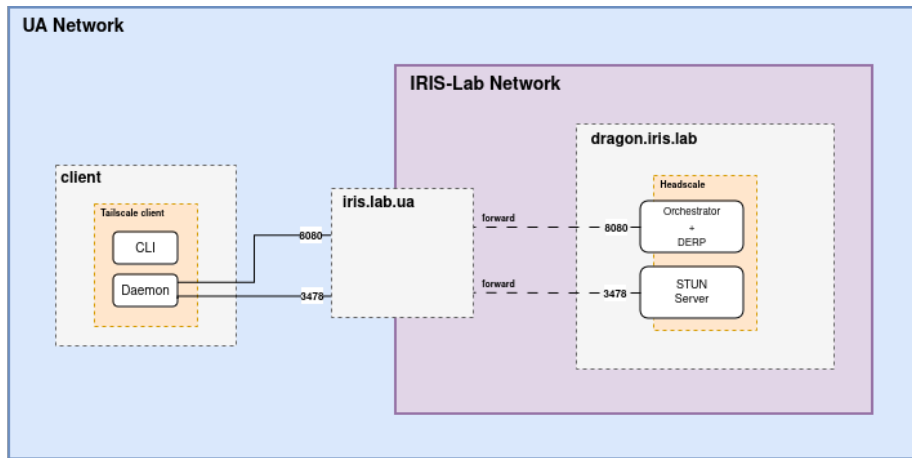 UA Network
IRIS-Lab Network
dragon.iris.lab
client
iris.lab.ua
Headscale
Tailscale client
Orchestrator
+
DERP
forward
8080
8080
CLI
Daemon
STUN
Server
forward
3478
3478